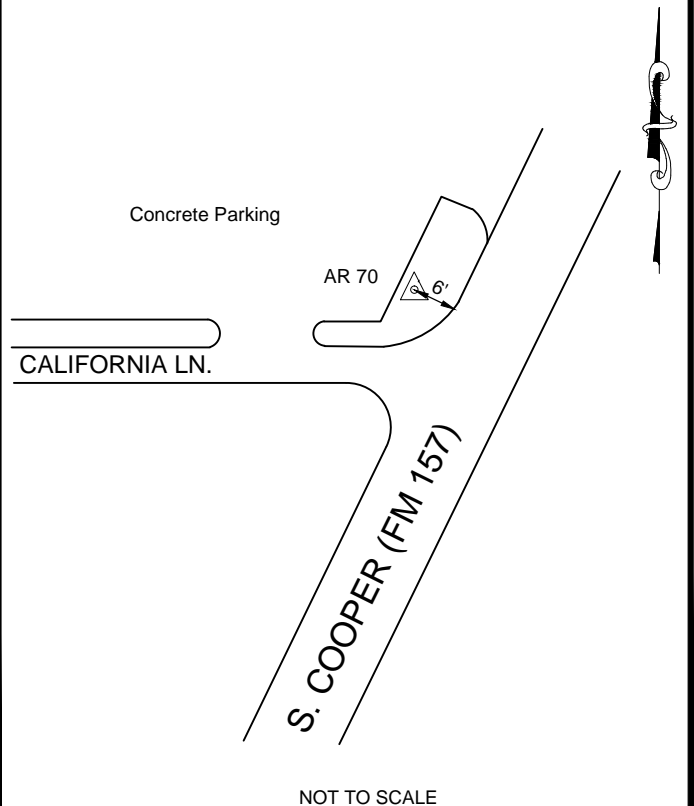 Concrete Parking
AR 70
6'
CALIFORNIA LN.
S. COOPER (FM 157)
NOT TO SCALE